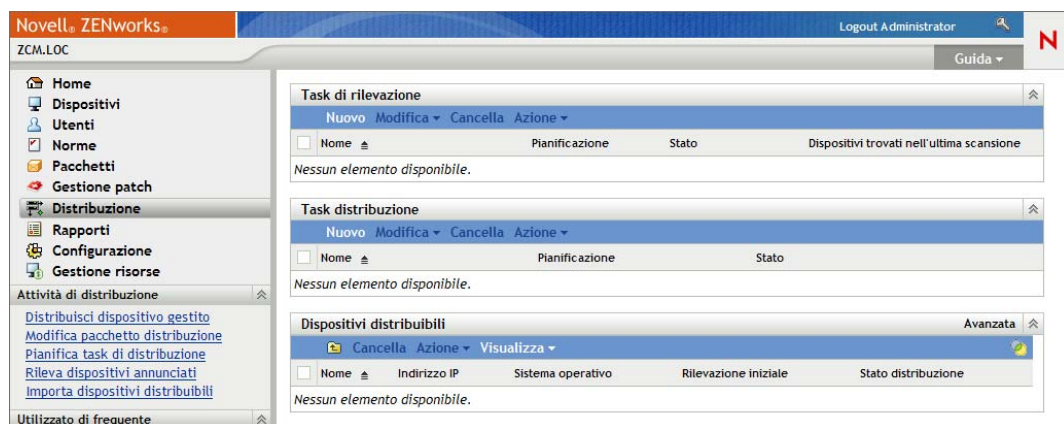 Novell® ZENworks®
Logout Administrator
N
ZCM.LOC
Guida
Home
Dispositivi
Utenti
Norme
Pacchetti
Gestione patch
Distribuzione
Rapporti
Configurazione
Gestione risorse
Attività di distribuzione
Distribuisci dispositivo gestito
Modifica pacchetto distribuzione
Pianifica task di distribuzione
Rileva dispositivi annunciati
Importa dispositivi distribuibili
Utilizzato di frequente
Task di rilevazione
Nuovo Modifica Cancella Azione
Nome Pianificazione Stato Dispositivi trovati nell'ultima scansione
Nessun elemento disponibile.
Task distribuzione
Nuovo Modifica Cancella Azione
Nome Pianificazione Stato
Nessun elemento disponibile.
Dispositivi distribuibili Avanzata
Cancella Azione Visualizza
Nome Indirizzo IP Sistema operativo Rilevazione iniziale Stato distribuzione
Nessun elemento disponibile.